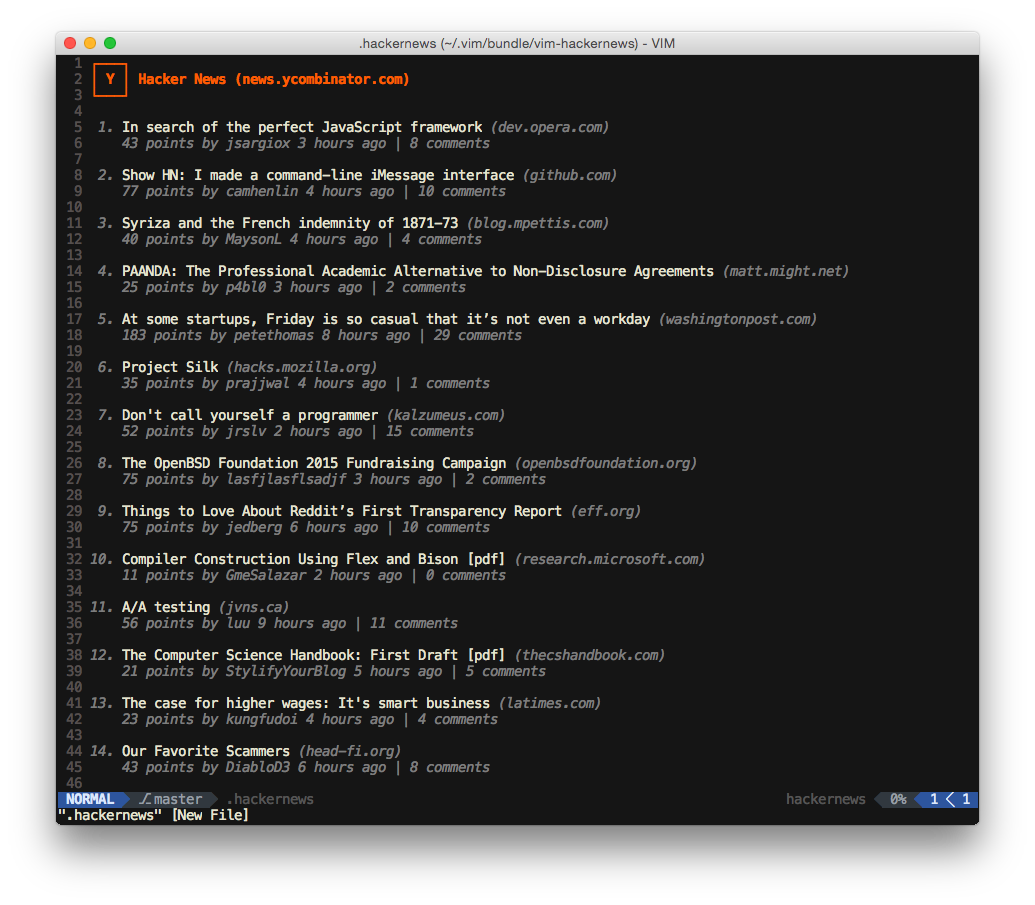 .hackernews (~/.vim/bundle/vim-hackernews) - VIM
1
2 Y Hacker News (news.ycombinator.com)
3
4
5 1. In search of the perfect JavaScript framework (dev.opera.com)
6 43 points by jsargiox 3 hours ago | 8 comments
7
8 2. Show HN: I made a command-line iMessage interface (github.com)
9 77 points by camhenlin 4 hours ago | 10 comments
10
11 3. Syriza and the French indemnity of 1871-73 (blog.mpettis.com)
12 40 points by MaysonL 4 hours ago | 4 comments
13
14 4. PAANDA: The Professional Academic Alternative to Non-Disclosure Agreements (matt.might.net)
15 25 points by p4bl0 3 hours ago | 2 comments
16
17 5. At some startups, Friday is so casual that it’s not even a workday (washingtonpost.com)
18 183 points by petethomas 8 hours ago | 29 comments
19
20 6. Project Silk (hacks.mozilla.org)
21 35 points by prajjwal 4 hours ago | 1 comments
22
23 7. Don't call yourself a programmer (kalzumeus.com)
24 52 points by jrslv 2 hours ago | 15 comments
25
26 8. The OpenBSD Foundation 2015 Fundraising Campaign (openbsdfoundation.org)
27 75 points by lasfjlasflsadjf 3 hours ago | 2 comments
28
29 9. Things to Love About Reddit’s First Transparency Report (eff.org)
30 75 points by jedberg 6 hours ago | 10 comments
31
32 10. Compiler Construction Using Flex and Bison [pdf] (research.microsoft.com)
33 11 points by GmeSalazar 2 hours ago | 0 comments
34
35 11. A/A testing (jvns.ca)
36 56 points by luu 9 hours ago | 11 comments
37
38 12. The Computer Science Handbook: First Draft [pdf] (thecshandbook.com)
39 21 points by StylifyYourBlog 5 hours ago | 5 comments
40
41 13. The case for higher wages: It's smart business (latimes.com)
42 23 points by kungfudoi 4 hours ago | 4 comments
43
44 14. Our Favorite Scammers (head-fi.org)
45 43 points by DiabloD3 6 hours ago | 8 comments
46
NORMAL master .hackernews hackernews 0% 1 1
".hackernews" [New File]